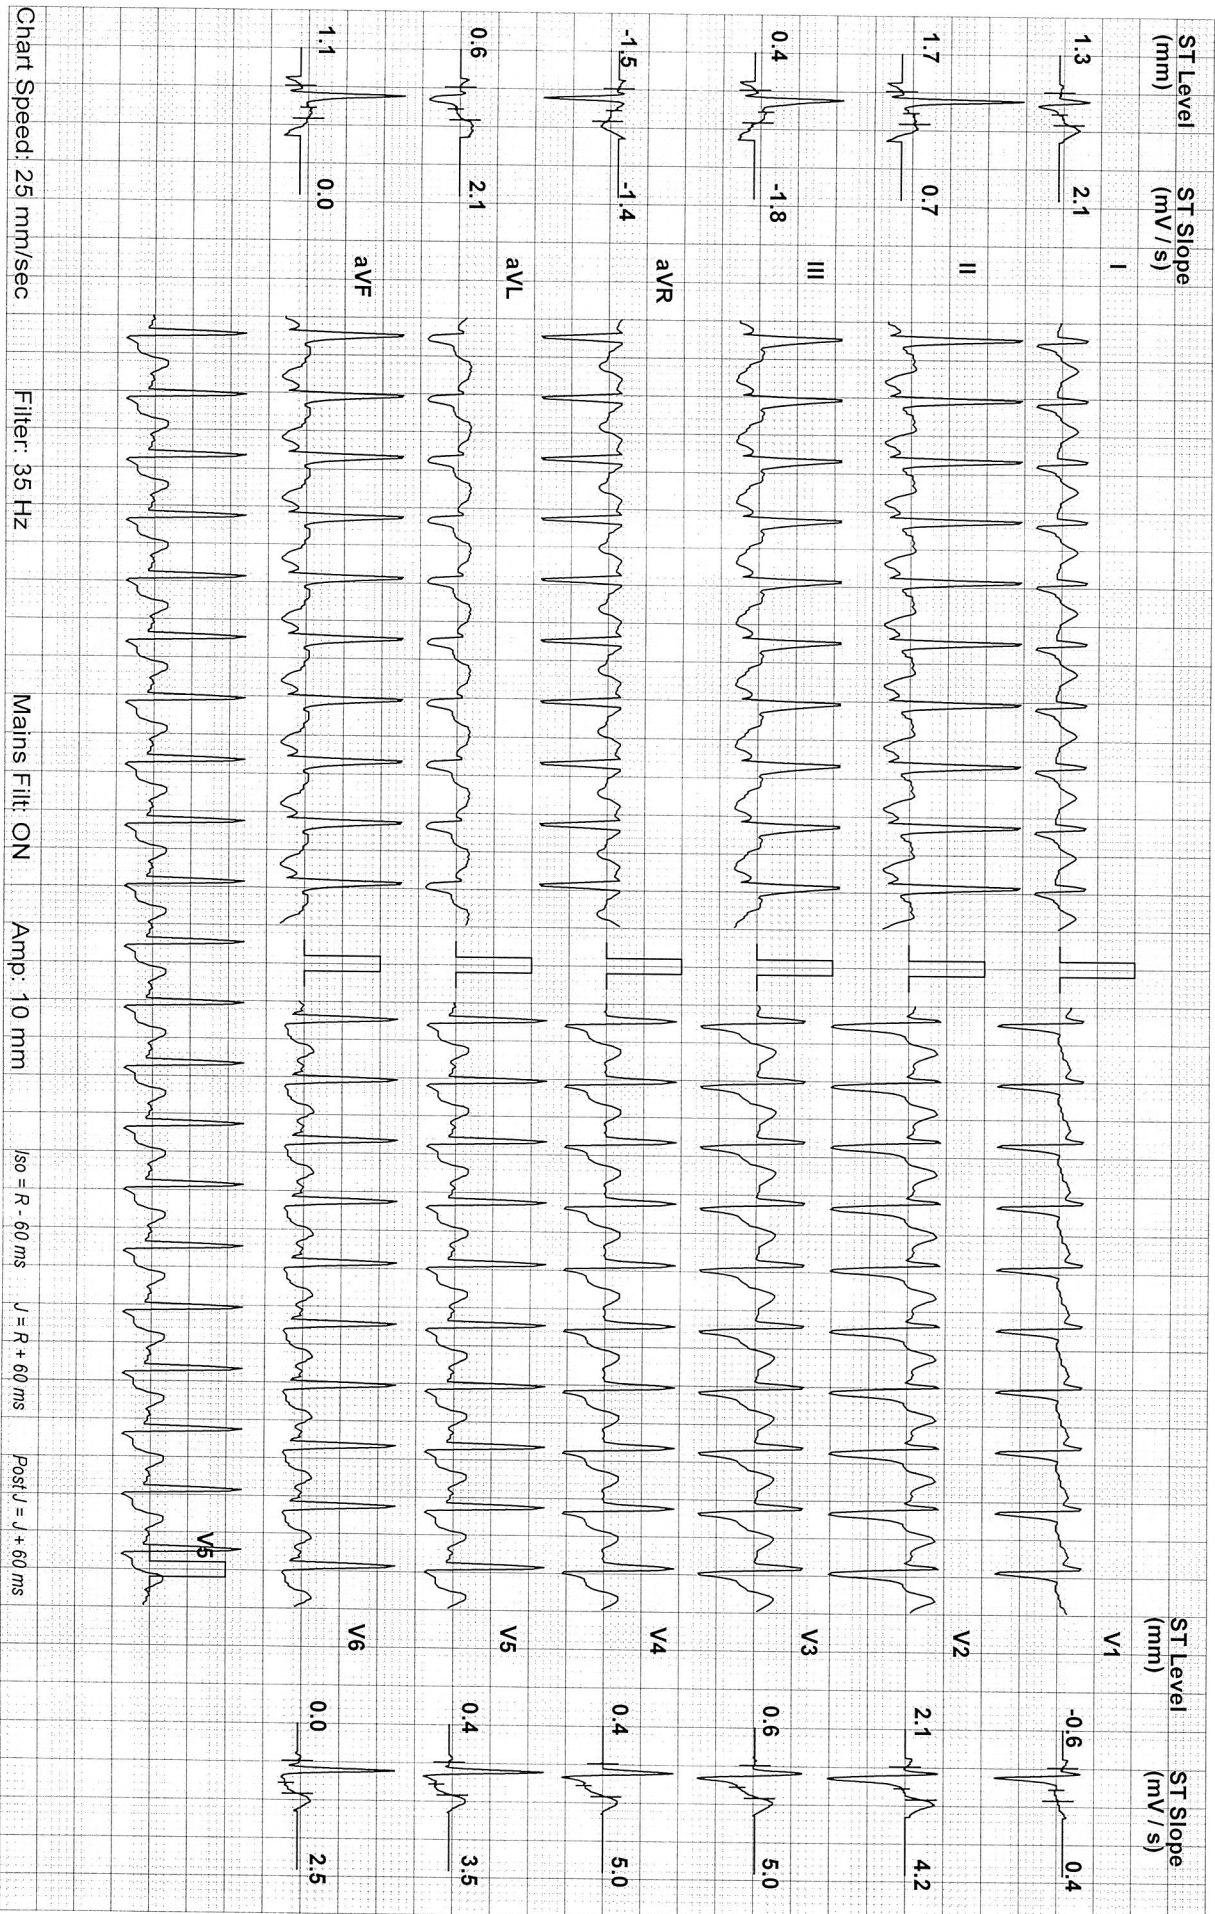 ST Level ST Slope
(mm) (mV / s)
I
1.3 2.1
II
1.7 0.7
III
0.4 -1.8
aVR
-1.5 -1.4
aVL
0.6 2.1
aVF
1.1 0.0
ST Level ST Slope
(mm) (mV / s)
V1
-0.6 0.4
V2
2.1 4.2
V3
0.6 5.0
V4
0.4 5.0
V5
0.4 3.5
V6
0.0 2.5
V5
Chart Speed: 25 mm/sec Filter: 35 Hz Mains Filt: ON Amp: 10 mm Iso = R - 60 ms J = R + 60 ms Post J = J + 60 ms